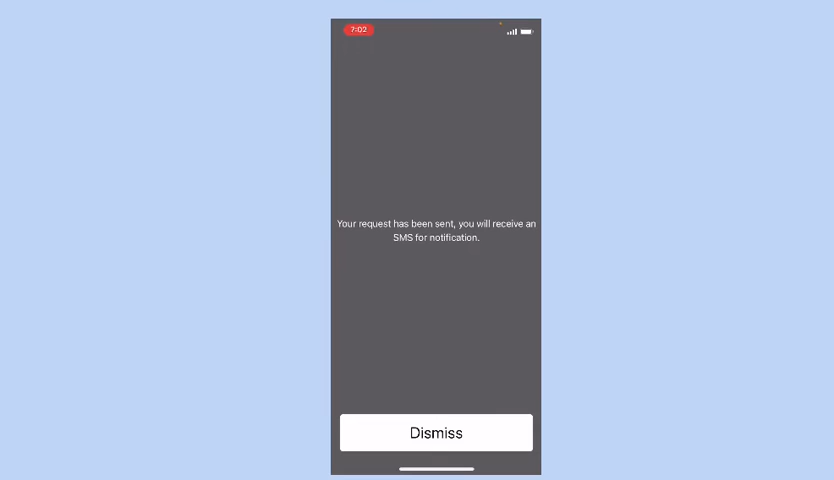 7:02
Your request has been sent, you will receive an
SMS for notification.
Dismiss